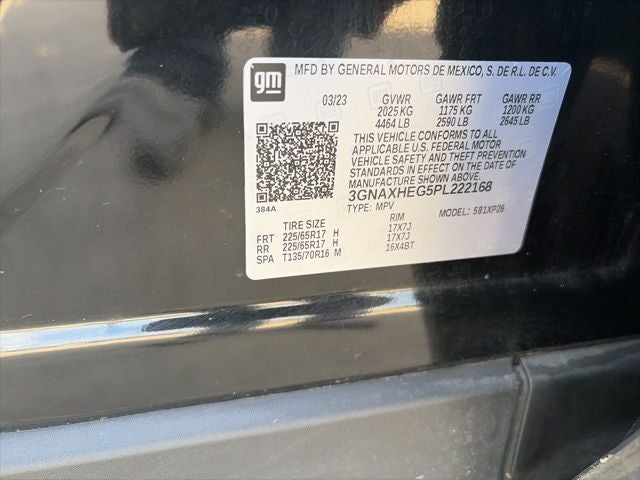 gm
MFD BY GENERAL MOTORS DE MEXICO, S. DE R.L. DE C.V.
03/23 GVWR GAWR FRT GAWR RR
2025 KG 1175 KG 1200 KG
4464 LB 2590 LB 2645 LB
THIS VEHICLE CONFORMS TO ALL
APPLICABLE U.S. FEDERAL MOTOR
VEHICLE SAFETY AND THEFT PREVENTION
STANDARDS IN EFFECT ON THE DATE OF
MANUFACTURE SHOWN ABOVE.
3GNAXHEG5PL222168
384A
TYPE: MPV MODEL: 581XP26
TIRE SIZE RIM
FRT 225/65R17 H 17X7J
RR 225/65R17 H 17X7J
SPA T135/70R16 M 16X4BT